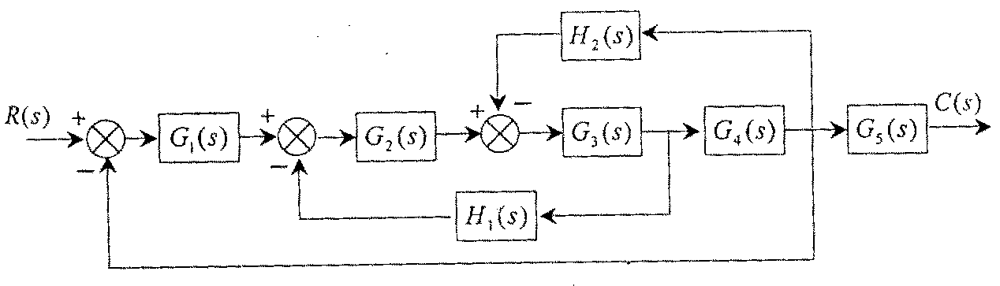 H₂(s)
R(s)
+
−
G₁(s)
+
−
G₂(s)
+
−
G₃(s)
G₄(s)
G₅(s)
C(s)
H₁(s)